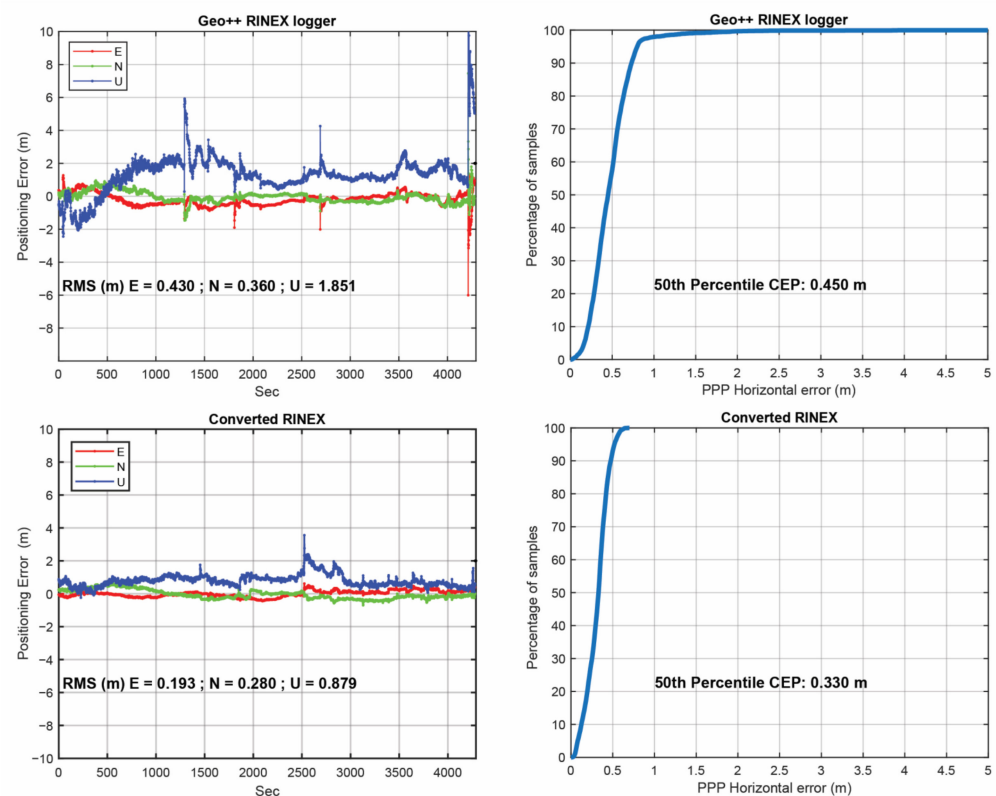 Geo++ RINEX logger
10
8
6
4
2
0
−2
−4
−6
−8
Positioning Error (m)
E
N
U
RMS (m) E = 0.430 ; N = 0.360 ; U = 1.851
0 500 1000 1500 2000 2500 3000 3500 4000
Sec
Geo++ RINEX logger
100
90
80
70
60
50
40
30
20
10
0
Percentage of samples
50th Percentile CEP: 0.450 m
0 0.5 1 1.5 2 2.5 3 3.5 4 4.5 5
PPP Horizontal error (m)
Converted RINEX
10
8
6
4
2
0
−2
−4
−6
−8
−10
Positioning Error (m)
E
N
U
RMS (m) E = 0.193 ; N = 0.280 ; U = 0.879
0 500 1000 1500 2000 2500 3000 3500 4000
Sec
Converted RINEX
100
90
80
70
60
50
40
30
20
10
0
Percentage of samples
50th Percentile CEP: 0.330 m
0 0.5 1 1.5 2 2.5 3 3.5 4 4.5 5
PPP Horizontal error (m)